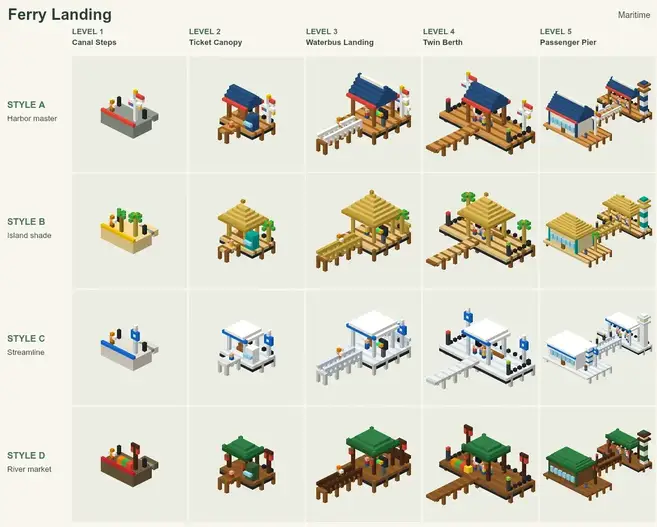 Ferry Landing
Maritime
LEVEL 1
Canal Steps
LEVEL 2
Ticket Canopy
LEVEL 3
Waterbus Landing
LEVEL 4
Twin Berth
LEVEL 5
Passenger Pier
STYLE A
Harbor master
STYLE B
Island shade
STYLE C
Streamline
STYLE D
River market